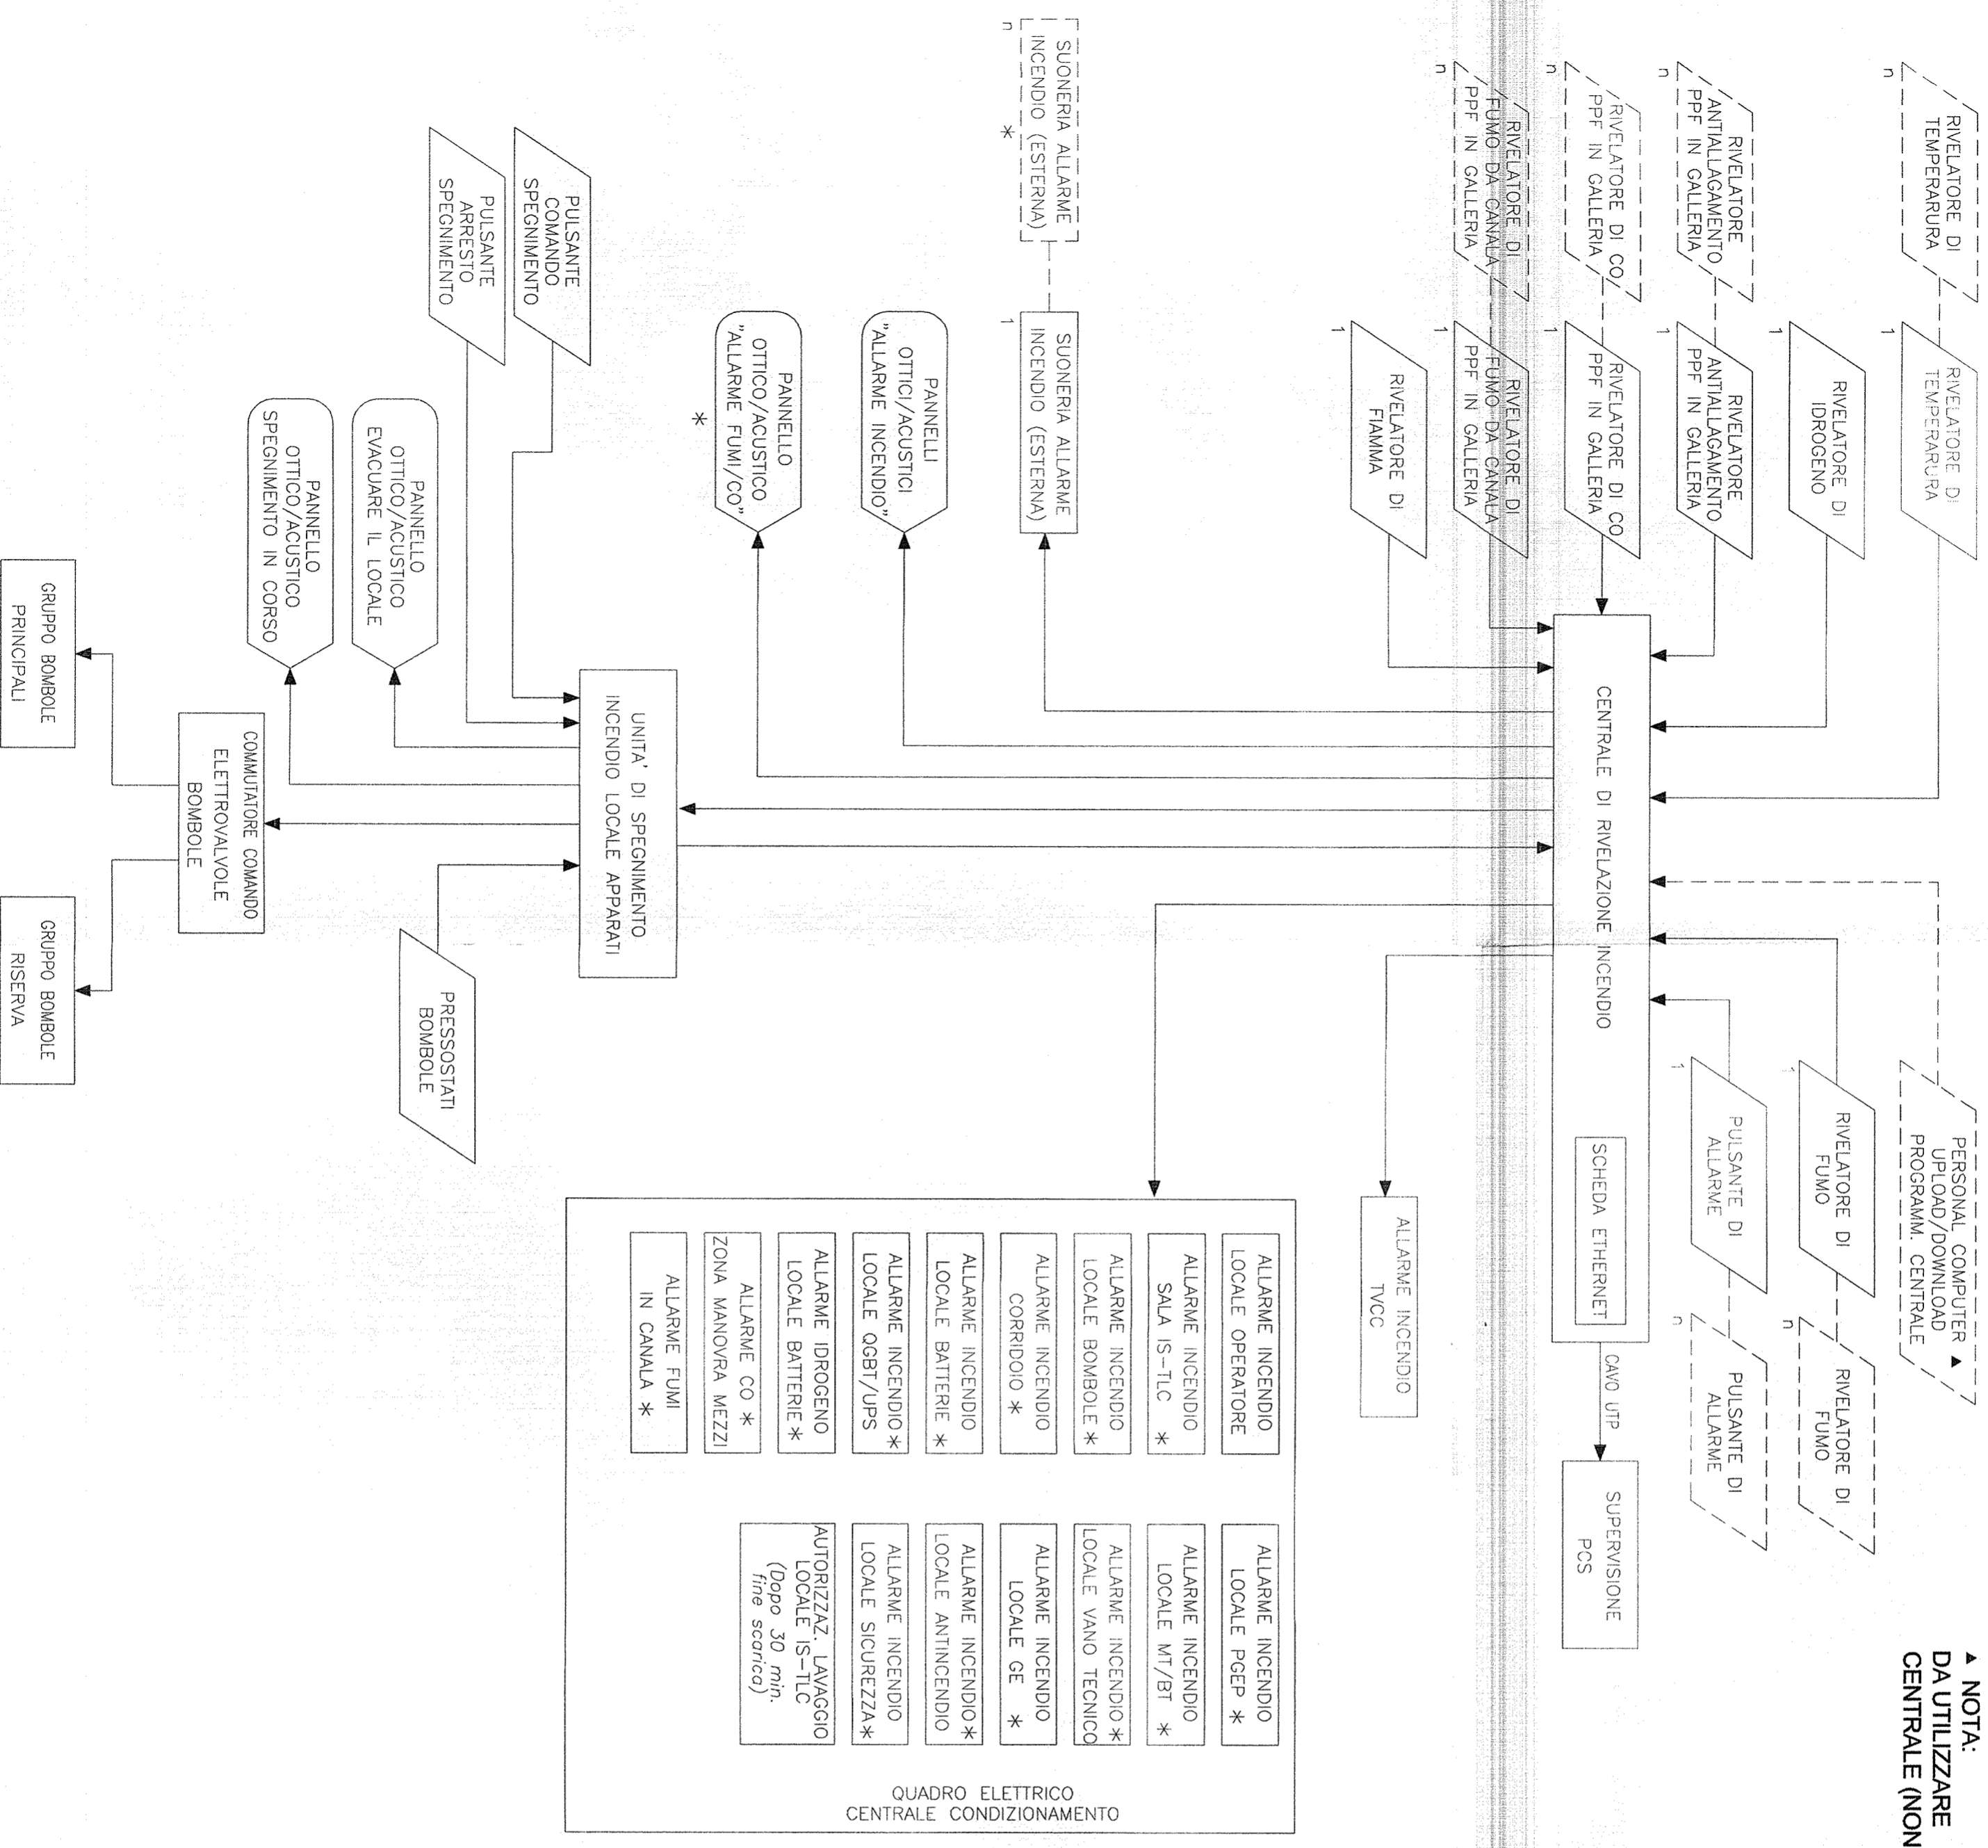 ▲ NOTA:
DA UTILIZZARE
CENTRALE (NON
RIVELATORE DI
TEMPERARURA
n
RIVELATORE DI
TEMPERARURA
1
PERSONAL COMPUTER ▲
UPLOAD/DOWNLOAD
PROGRAMM. CENTRALE
RIVELATORE DI
IDROGENO
1
RIVELATORE DI
FUMO
1
RIVELATORE DI
FUMO
n
RIVELATORE
ANTIALLAGAMENTO
PPF IN GALLERIA
n
RIVELATORE
ANTIALLAGAMENTO
PPF IN GALLERIA
1
PULSANTE DI
ALLARME
1
PULSANTE DI
ALLARME
n
RIVELATORE DI CO
PPF IN GALLERIA
n
RIVELATORE DI CO
PPF IN GALLERIA
1
CENTRALE DI RIVELAZIONE INCENDIO
SCHEDA ETHERNET
CAVO UTP
SUPERVISIONE
PCS
RIVELATORE DI
FUMO DA CANALA
PPF IN GALLERIA
n
RIVELATORE DI
FUMO DA CANALA
PPF IN GALLERIA
1
RIVELATORE DI
FIAMMA
1
ALLARME INCENDIO
TVCC
SUONERIA ALLARME
INCENDIO (ESTERNA)
n
*
SUONERIA ALLARME
INCENDIO (ESTERNA)
1
PANNELLI
OTTICI/ACUSTICI
"ALLARME INCENDIO"
PANNELLO
OTTICO/ACUSTICO
"ALLARME FUMI/CO"
*
ALLARME INCENDIO
LOCALE OPERATORE
ALLARME INCENDIO
LOCALE PGEP *
ALLARME INCENDIO
SALA IS-TLC *
ALLARME INCENDIO
LOCALE MT/BT *
ALLARME INCENDIO
LOCALE BOMBOLE *
ALLARME INCENDIO *
LOCALE VANO TECNICO
ALLARME INCENDIO
CORRIDOIO *
ALLARME INCENDIO
LOCALE GE *
ALLARME INCENDIO
LOCALE BATTERIE *
ALLARME INCENDIO *
LOCALE ANTINCENDIO
ALLARME INCENDIO *
LOCALE QGBT/UPS
ALLARME INCENDIO
LOCALE SICUREZZA *
ALLARME IDROGENO
LOCALE BATTERIE *
AUTORIZZAZ. LAVAGGIO
LOCALE IS-TLC
(Dopo 30 min.
fine scarica)
ALLARME CO *
ZONA MANOVRA MEZZI
ALLARME FUMI
IN CANALA *
QUADRO ELETTRICO
CENTRALE CONDIZIONAMENTO
PULSANTE
COMANDO
SPEGNIMENTO
PULSANTE
ARRESTO
SPEGNIMENTO
UNITA' DI SPEGNIMENTO
INCENDIO LOCALE APPARATI
PANNELLO
OTTICO/ACUSTICO
EVACUARE IL LOCALE
PANNELLO
OTTICO/ACUSTICO
SPEGNIMENTO IN CORSO
PRESSOSTATI
BOMBOLE
COMMUTATORE COMANDO
ELETTROVALVOLE
BOMBOLE
GRUPPO BOMBOLE
PRINCIPALI
GRUPPO BOMBOLE
RISERVA